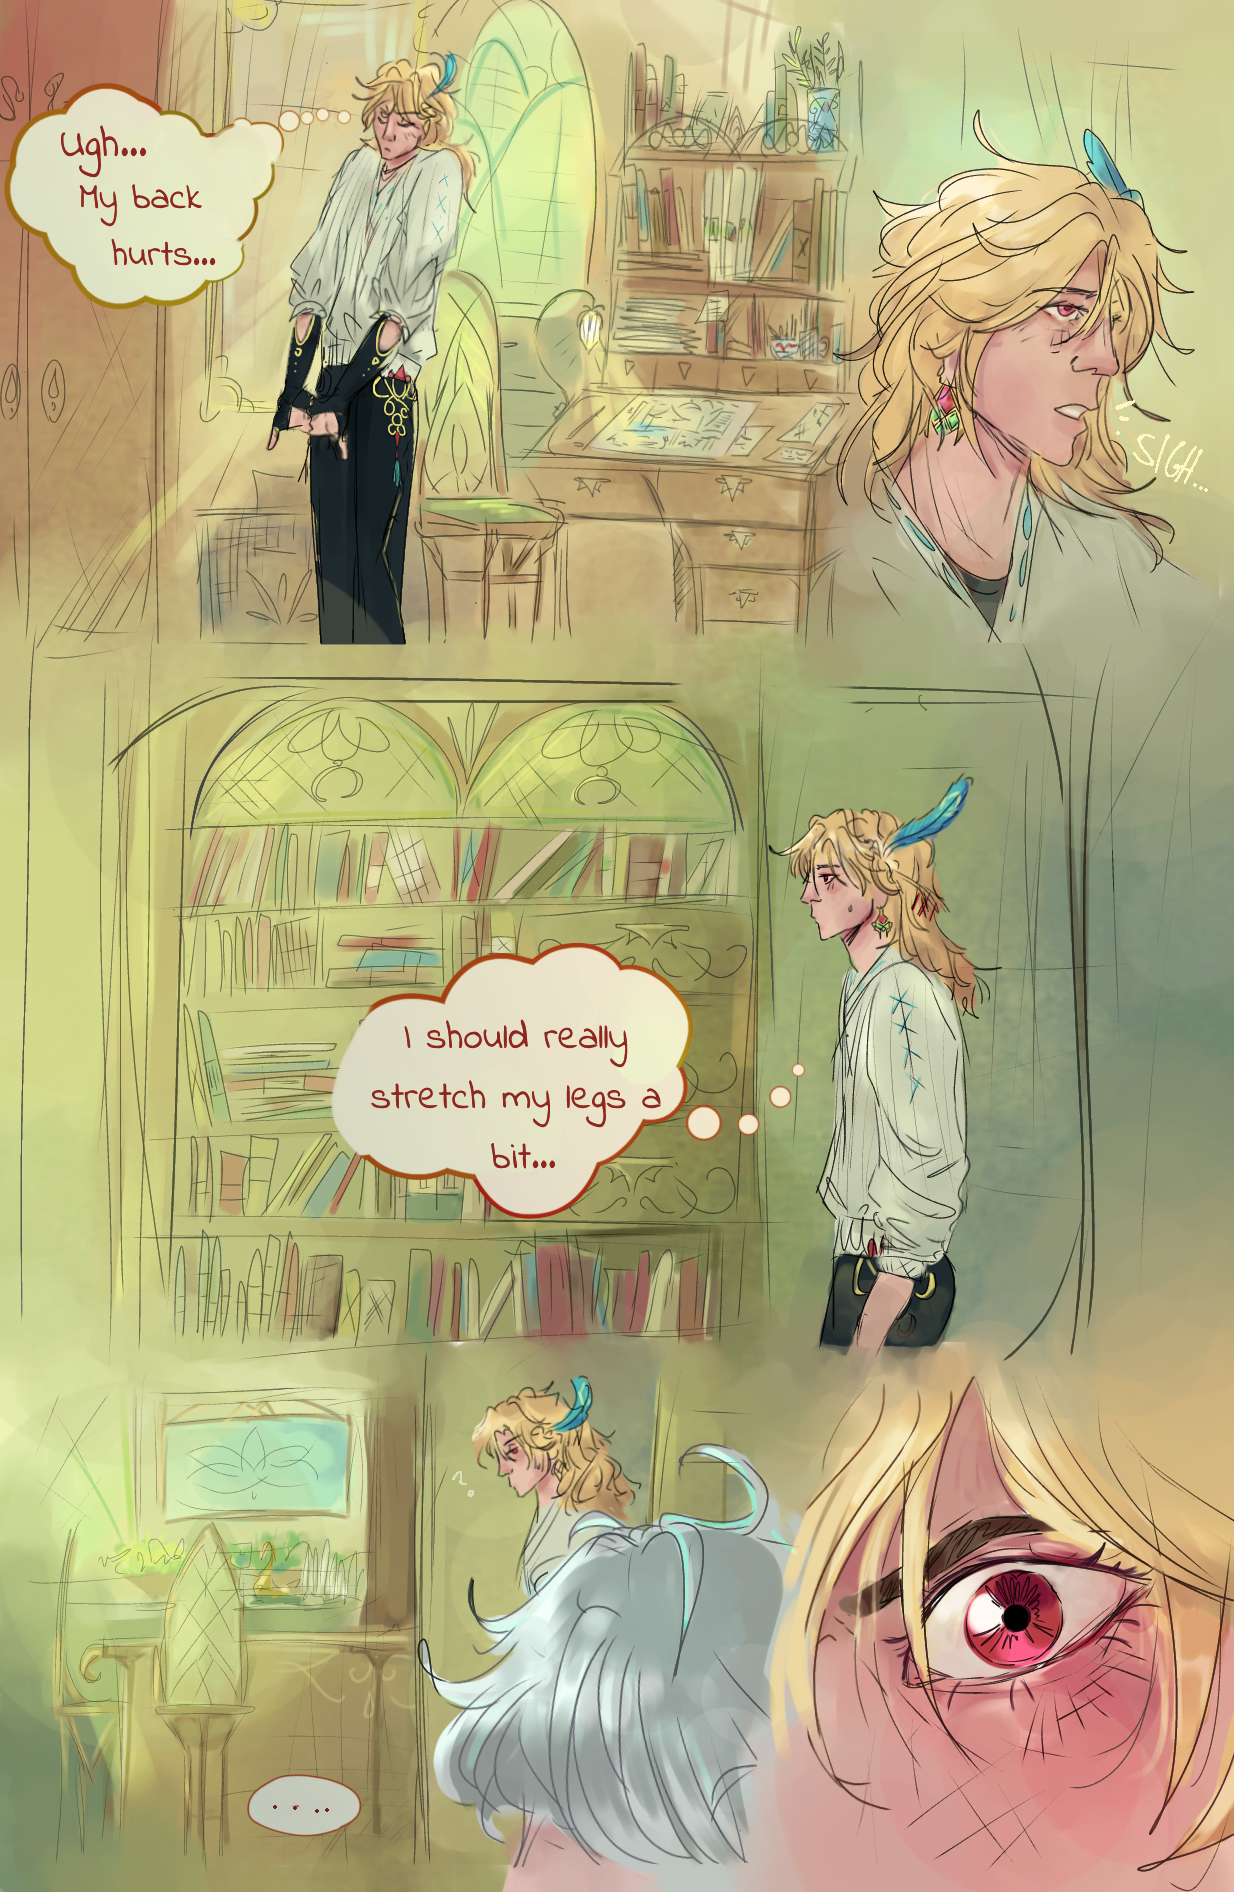 Ugh...
My back
hurts...
SIGH...
I should really
stretch my legs a
bit...
?
....